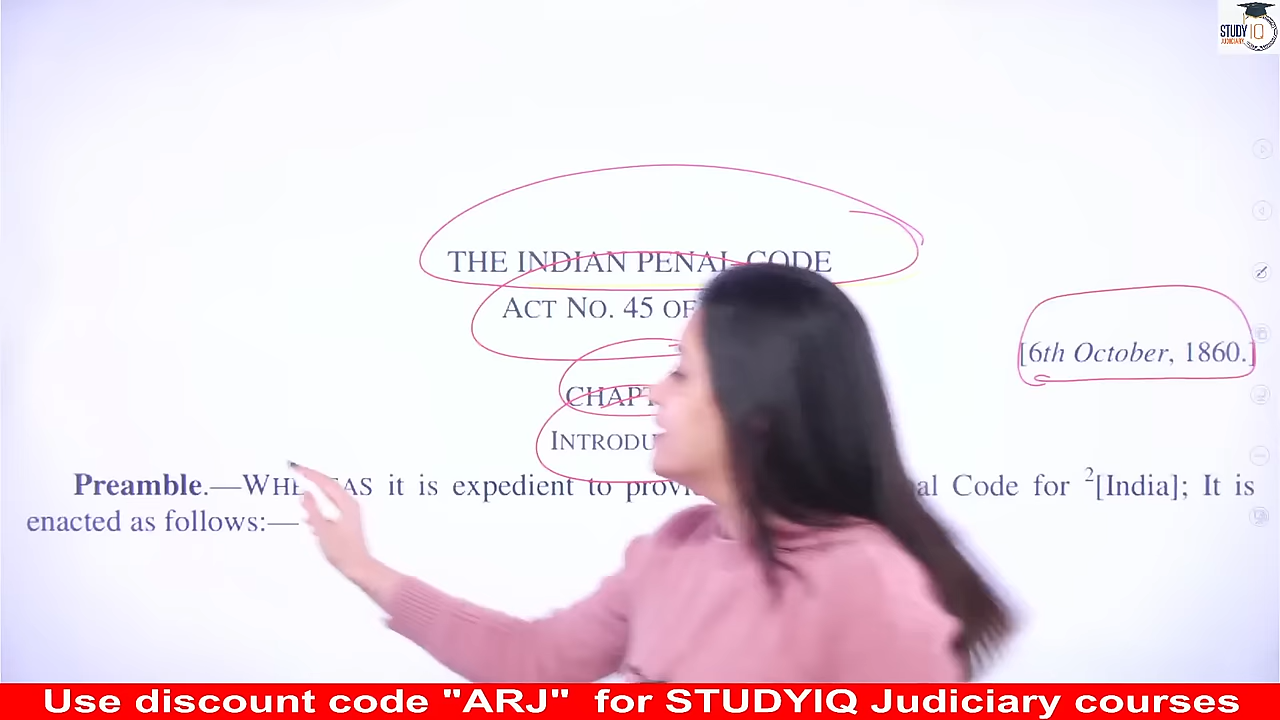 STUDY IQ
JUDICIARY
THE INDIAN PENAL CODE
ACT NO. 45 OF
[6th October, 1860.]
CHAPT
INTRODU
Preamble.—WHEREAS it is expedient to provi al Code for 2[India]; It is
enacted as follows:—
Use discount code "ARJ" for STUDYIQ Judiciary courses